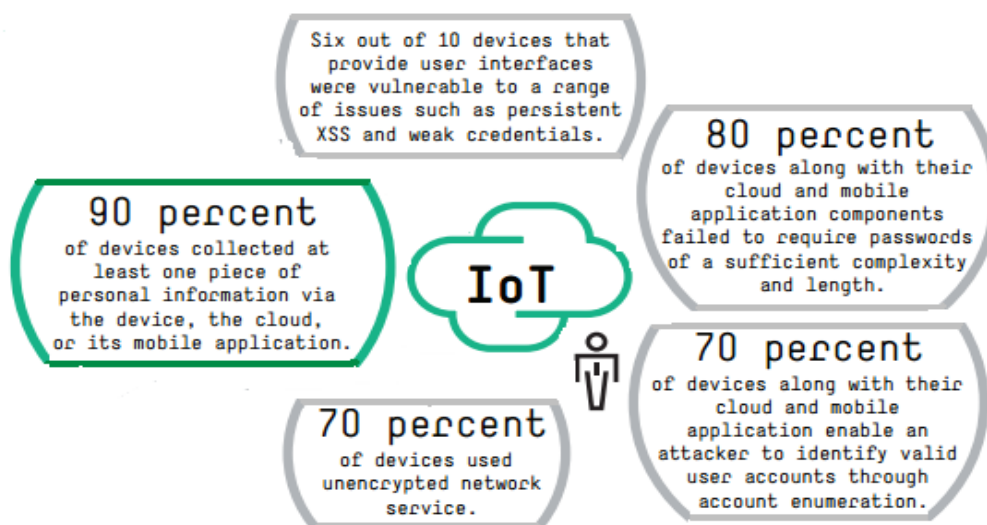 Six out of 10 devices that
provide user interfaces
were vulnerable to a range
of issues such as persistent
XSS and weak credentials.
80 percent
of devices along with their
cloud and mobile
application components
failed to require passwords
of a sufficient complexity
and length.
90 percent
of devices collected at
least one piece of
personal information via
the device, the cloud,
or its mobile application.
IoT
70 percent
of devices along with their
cloud and mobile
application enable an
attacker to identify valid
user accounts through
account enumeration.
70 percent
of devices used
unencrypted network
service.